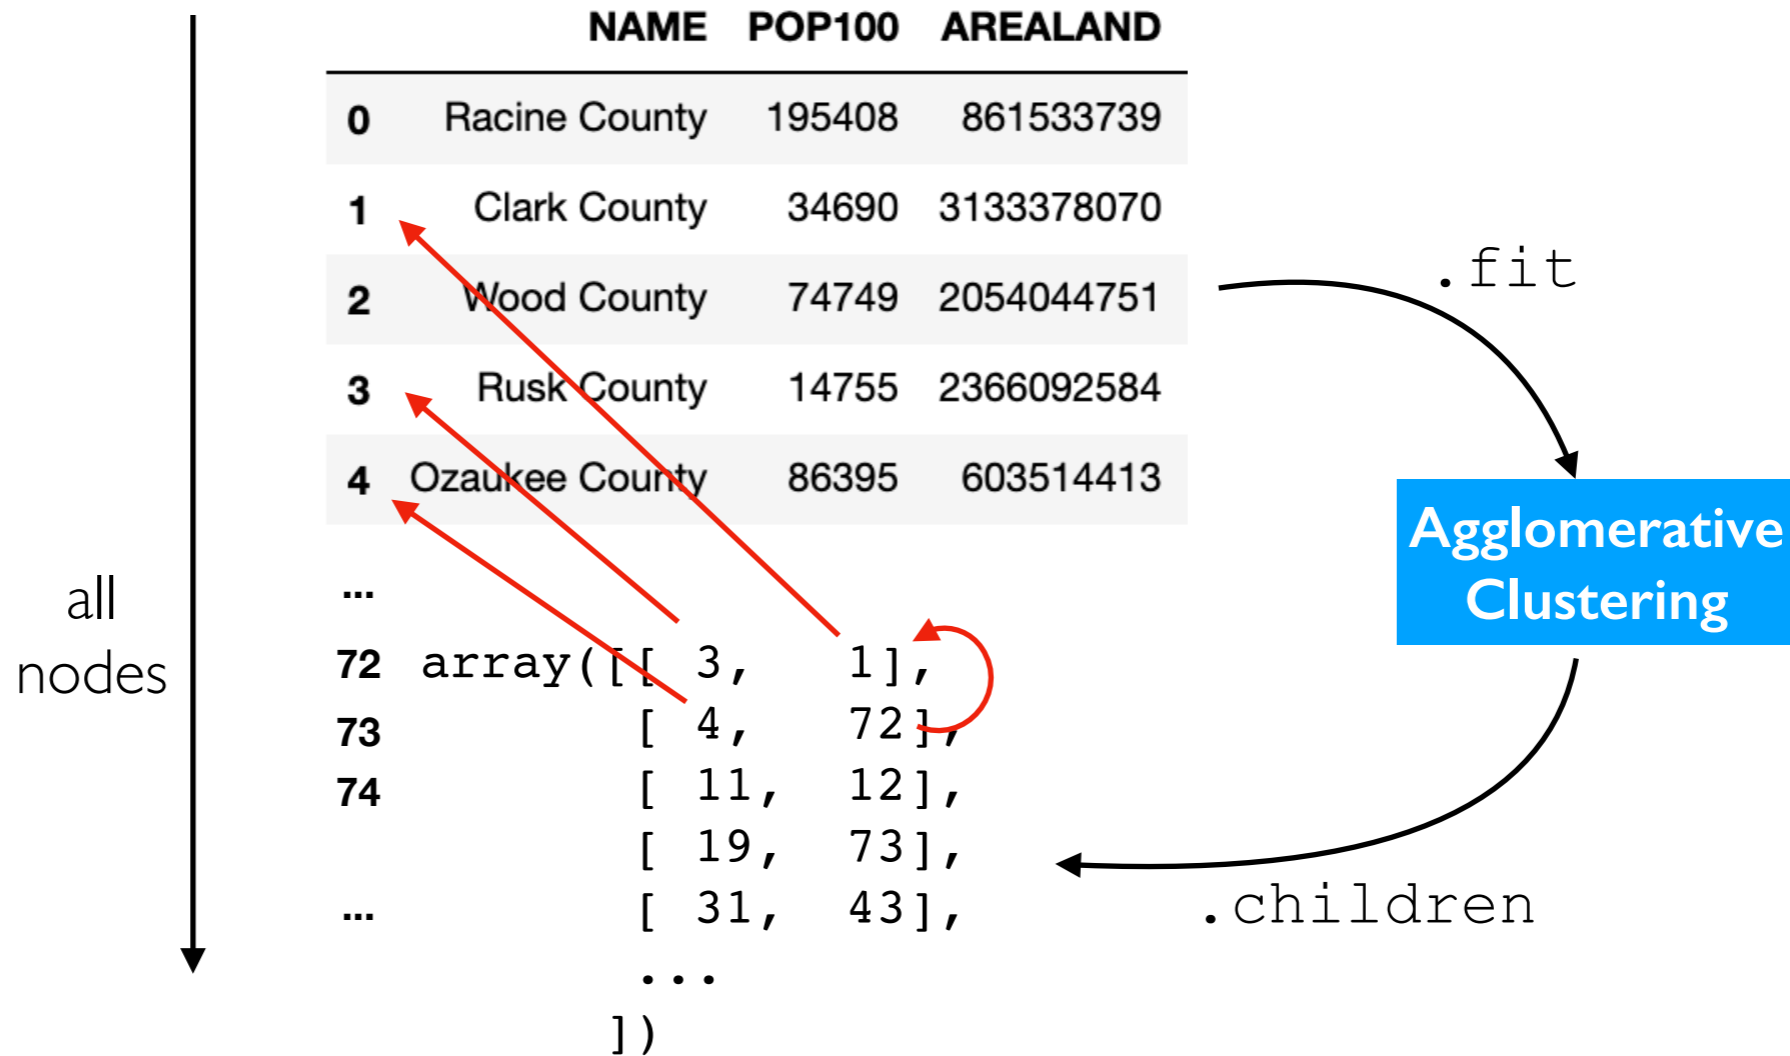 NAME POP100 AREALAND
0 Racine County 195408 861533739
1 Clark County 34690 3133378070
2 Wood County 74749 2054044751
3 Rusk County 14755 2366092584
4 Ozaukee County 86395 603514413
...
72 array([[ 3, 1],
73 [ 4, 72],
74 [ 11, 12],
[ 19, 73],
... [ 31, 43],
...
])
all
nodes
.fit
Agglomerative
Clustering
.children